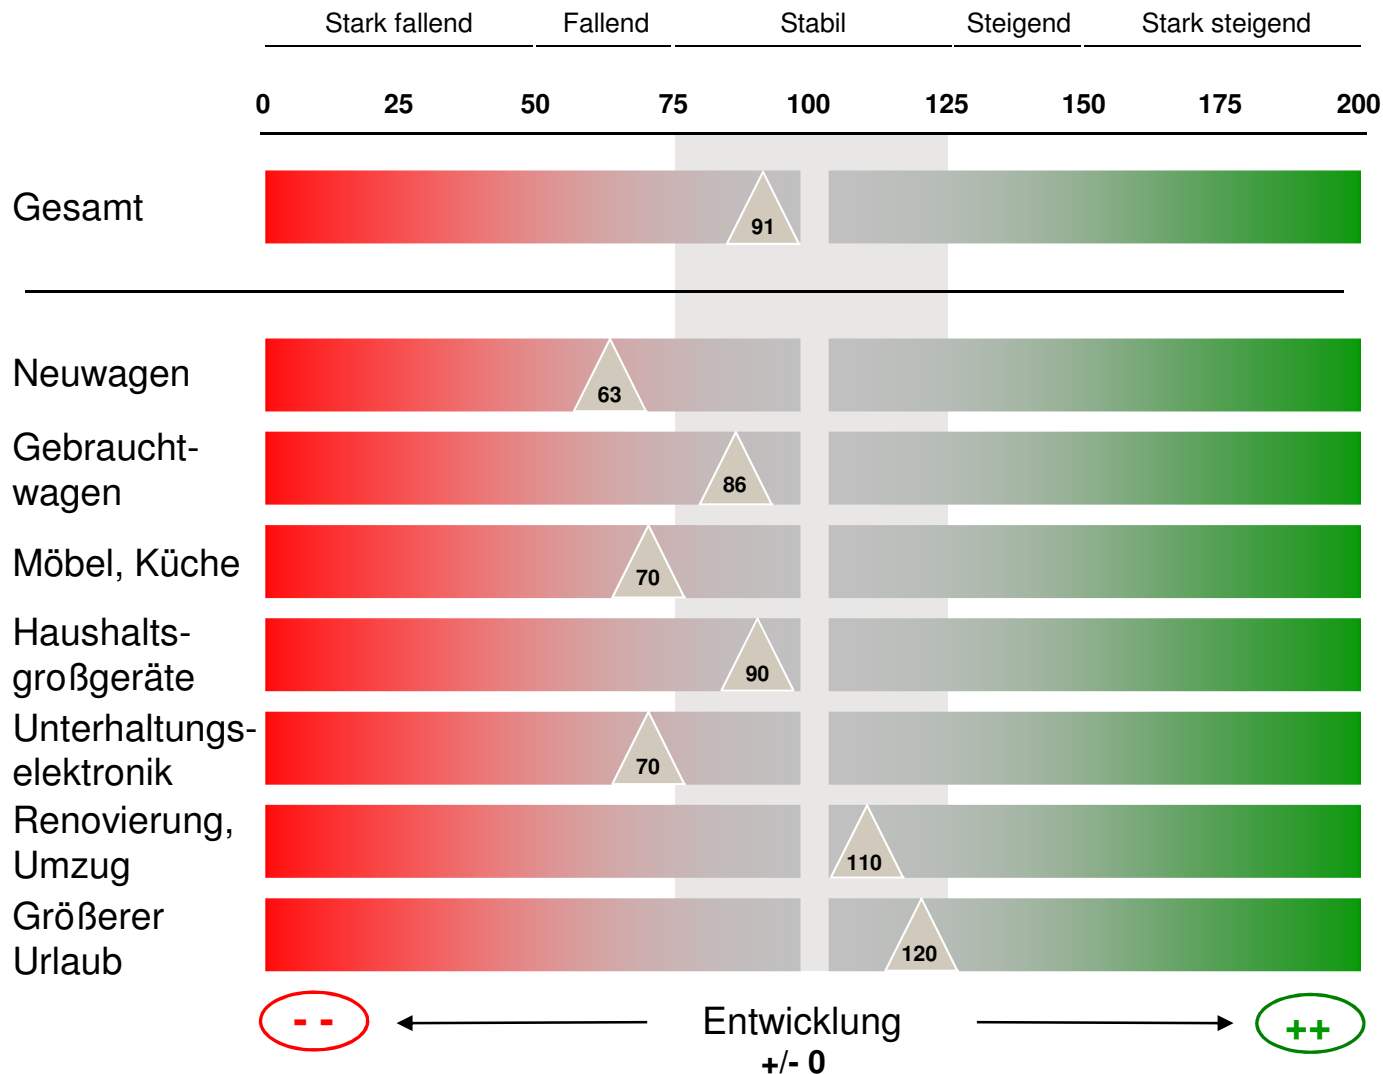 Stark fallend Fallend Stabil Steigend Stark steigend
0 25 50 75 100 125 150 175 200
Gesamt 91
Neuwagen 63
Gebraucht-
wagen 86
Möbel, Küche 70
Haushalts-
großgeräte 90
Unterhaltungs-
elektronik 70
Renovierung,
Umzug 110
Größerer
Urlaub 120
- - Entwicklung ++
+/- 0